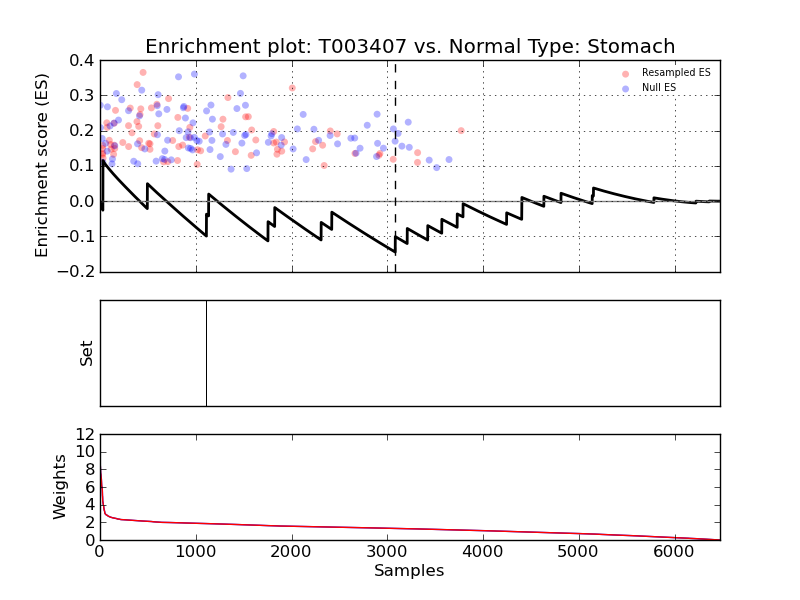 Enrichment plot: T003407 vs. Normal Type: Stomach
Enrichment score (ES)
0.4
0.3
0.2
0.1
0.0
−0.1
−0.2
Resampled ES
Null ES
Set
Weights
12
10
8
6
4
2
0
0 1000 2000 3000 4000 5000 6000
Samples